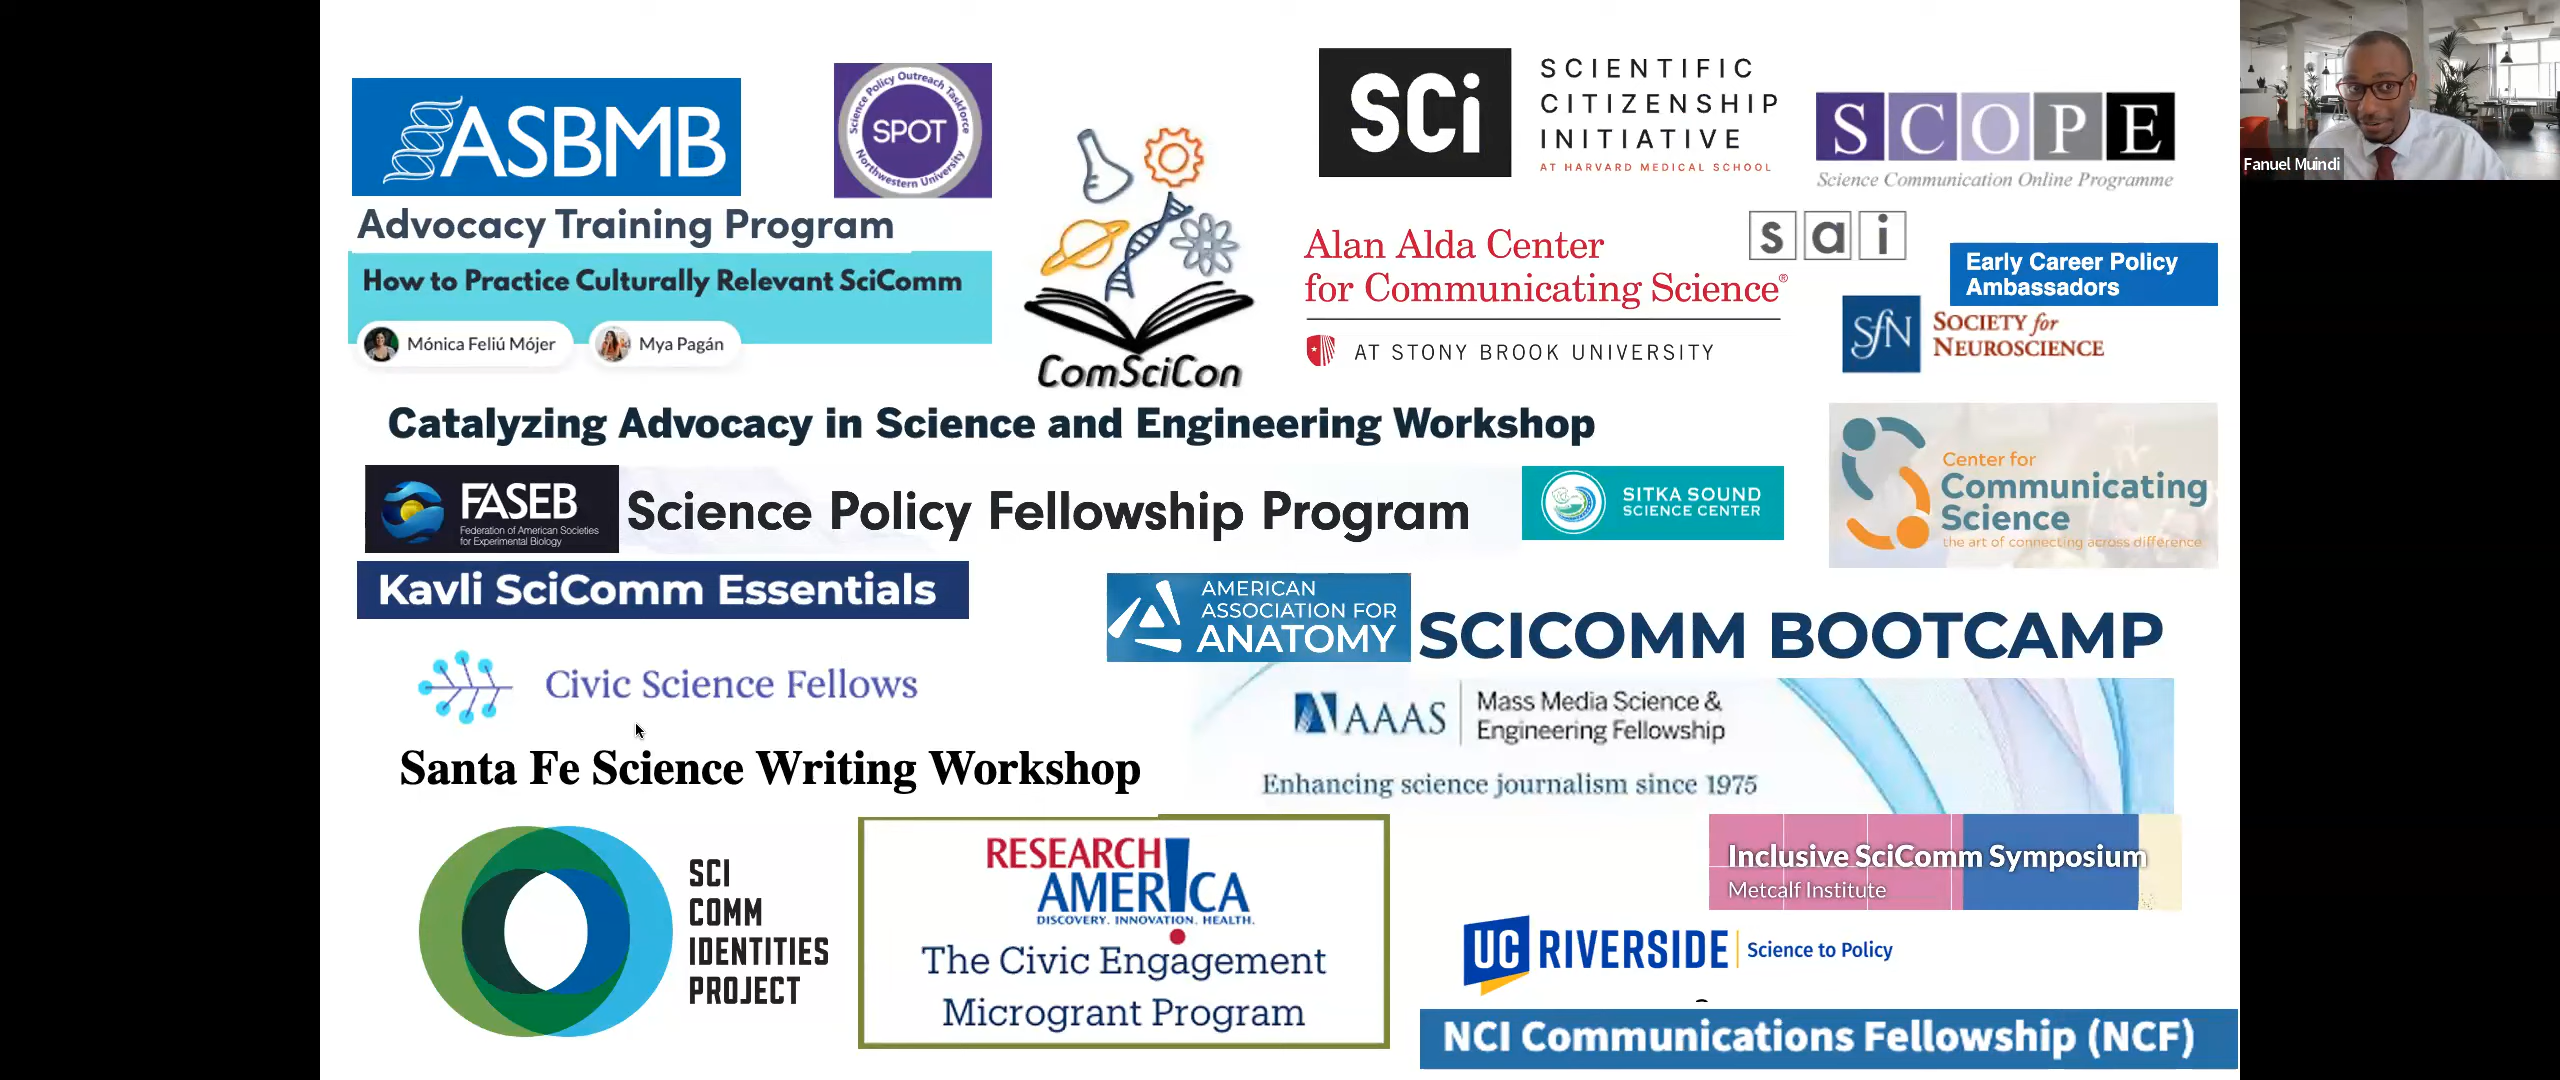 ASBMB
Advocacy Training Program
Science Policy Outreach Taskforce
SPOT
Northwestern University
How to Practice Culturally Relevant SciComm
Mónica Feliú Mójer
Mya Pagán
ComSciCon
SCi
SCIENTIFIC
CITIZENSHIP
INITIATIVE
AT HARVARD MEDICAL SCHOOL
SCOPE
Science Communication Online Programme
Fanuel Muindi
sai
Alan Alda Center
for Communicating Science®
AT STONY BROOK UNIVERSITY
Early Career Policy
Ambassadors
SfN
SOCIETY for
NEUROSCIENCE
Catalyzing Advocacy in Science and Engineering Workshop
FASEB
Federation of American Societies
for Experimental Biology
Science Policy Fellowship Program
SITKA SOUND
SCIENCE CENTER
Center for
Communicating
Science
the art of connecting across difference
Kavli SciComm Essentials
AMERICAN
ASSOCIATION FOR
ANATOMY
SCICOMM BOOTCAMP
Civic Science Fellows
AAAS
Mass Media Science &
Engineering Fellowship
Enhancing science journalism since 1975
Santa Fe Science Writing Workshop
SCI
COMM
IDENTITIES
PROJECT
RESEARCH
AMERICA
DISCOVERY. INNOVATION. HEALTH.
The Civic Engagement
Microgrant Program
Inclusive SciComm Symposium
Metcalf Institute
UC RIVERSIDE
Science to Policy
NCI Communications Fellowship (NCF)